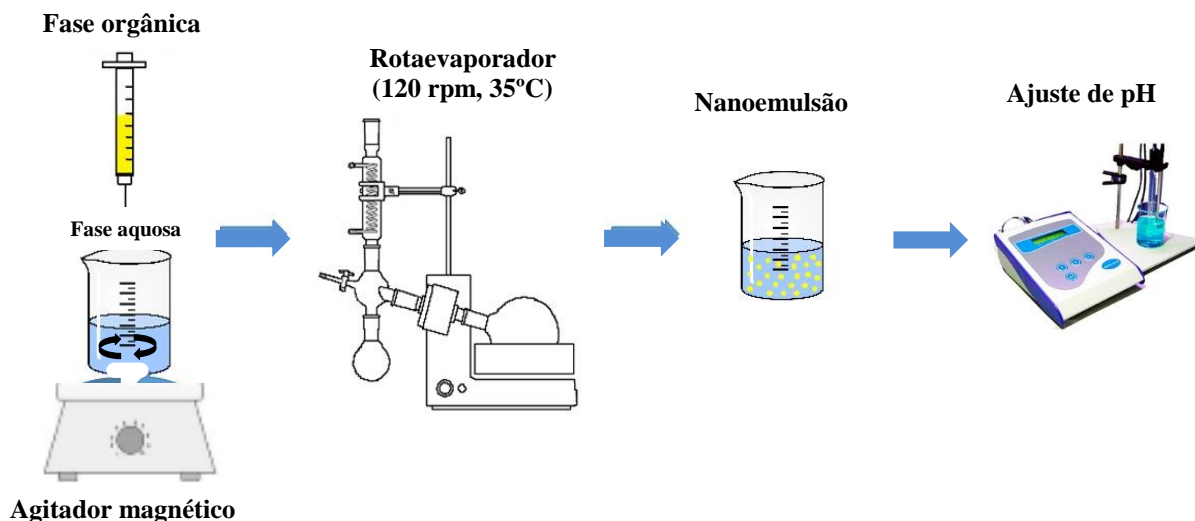 Fase orgânica
Fase aquosa
Agitador magnético
Rotaevaporador
(120 rpm, 35ºC)
Nanoemulsão
Ajuste de pH